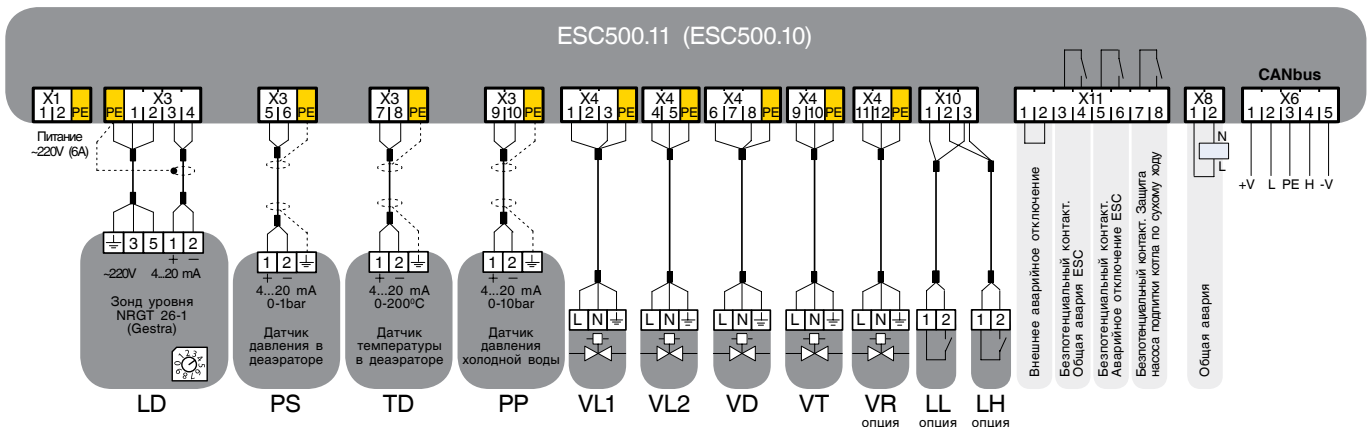 ESC500.11 (ESC500.10)
CANbus
X1
1 2 PE
X3
PE 1 2 3 4
X3
5 6 PE
X3
7 8 PE
X3
9 10 PE
X4
1 2 3 PE
X4
4 5 PE
X4
6 7 8 PE
X4
9 10 PE
X4
11 12 PE
X10
1 2 3
X11
1 2 3 4 5 6 7 8
X8
1 2
X6
1 2 3 4 5
Питание
~220V (6A)
N
L
+V L PE H -V
3 5 1 2
+ −
~220V 4...20 mA
Зонд уровня
NRGT 26-1
(Gestra)
1 2
+ −
4...20 mA
0-1bar
Датчик
давления в
деаэраторе
1 2
+ −
4...20 mA
0-200ºC
Датчик
температуры
в деаэраторе
1 2
+ −
4...20 mA
0-10bar
Датчик
давления
холодной воды
L N
L N
L N
L N
L N
1 2
1 2
Внешнее аварийное отключение
Безпотенциальный контакт.
Общая авария ESC
Безпотенциальный контакт.
Аварийное отключение ESC
Безпотенциальный контакт. Защита
насоса подпитки котла по сухому ходу
Общая авария
LD
PS
TD
PP
VL1
VL2
VD
VT
VR
опция
LL
опция
LH
опция